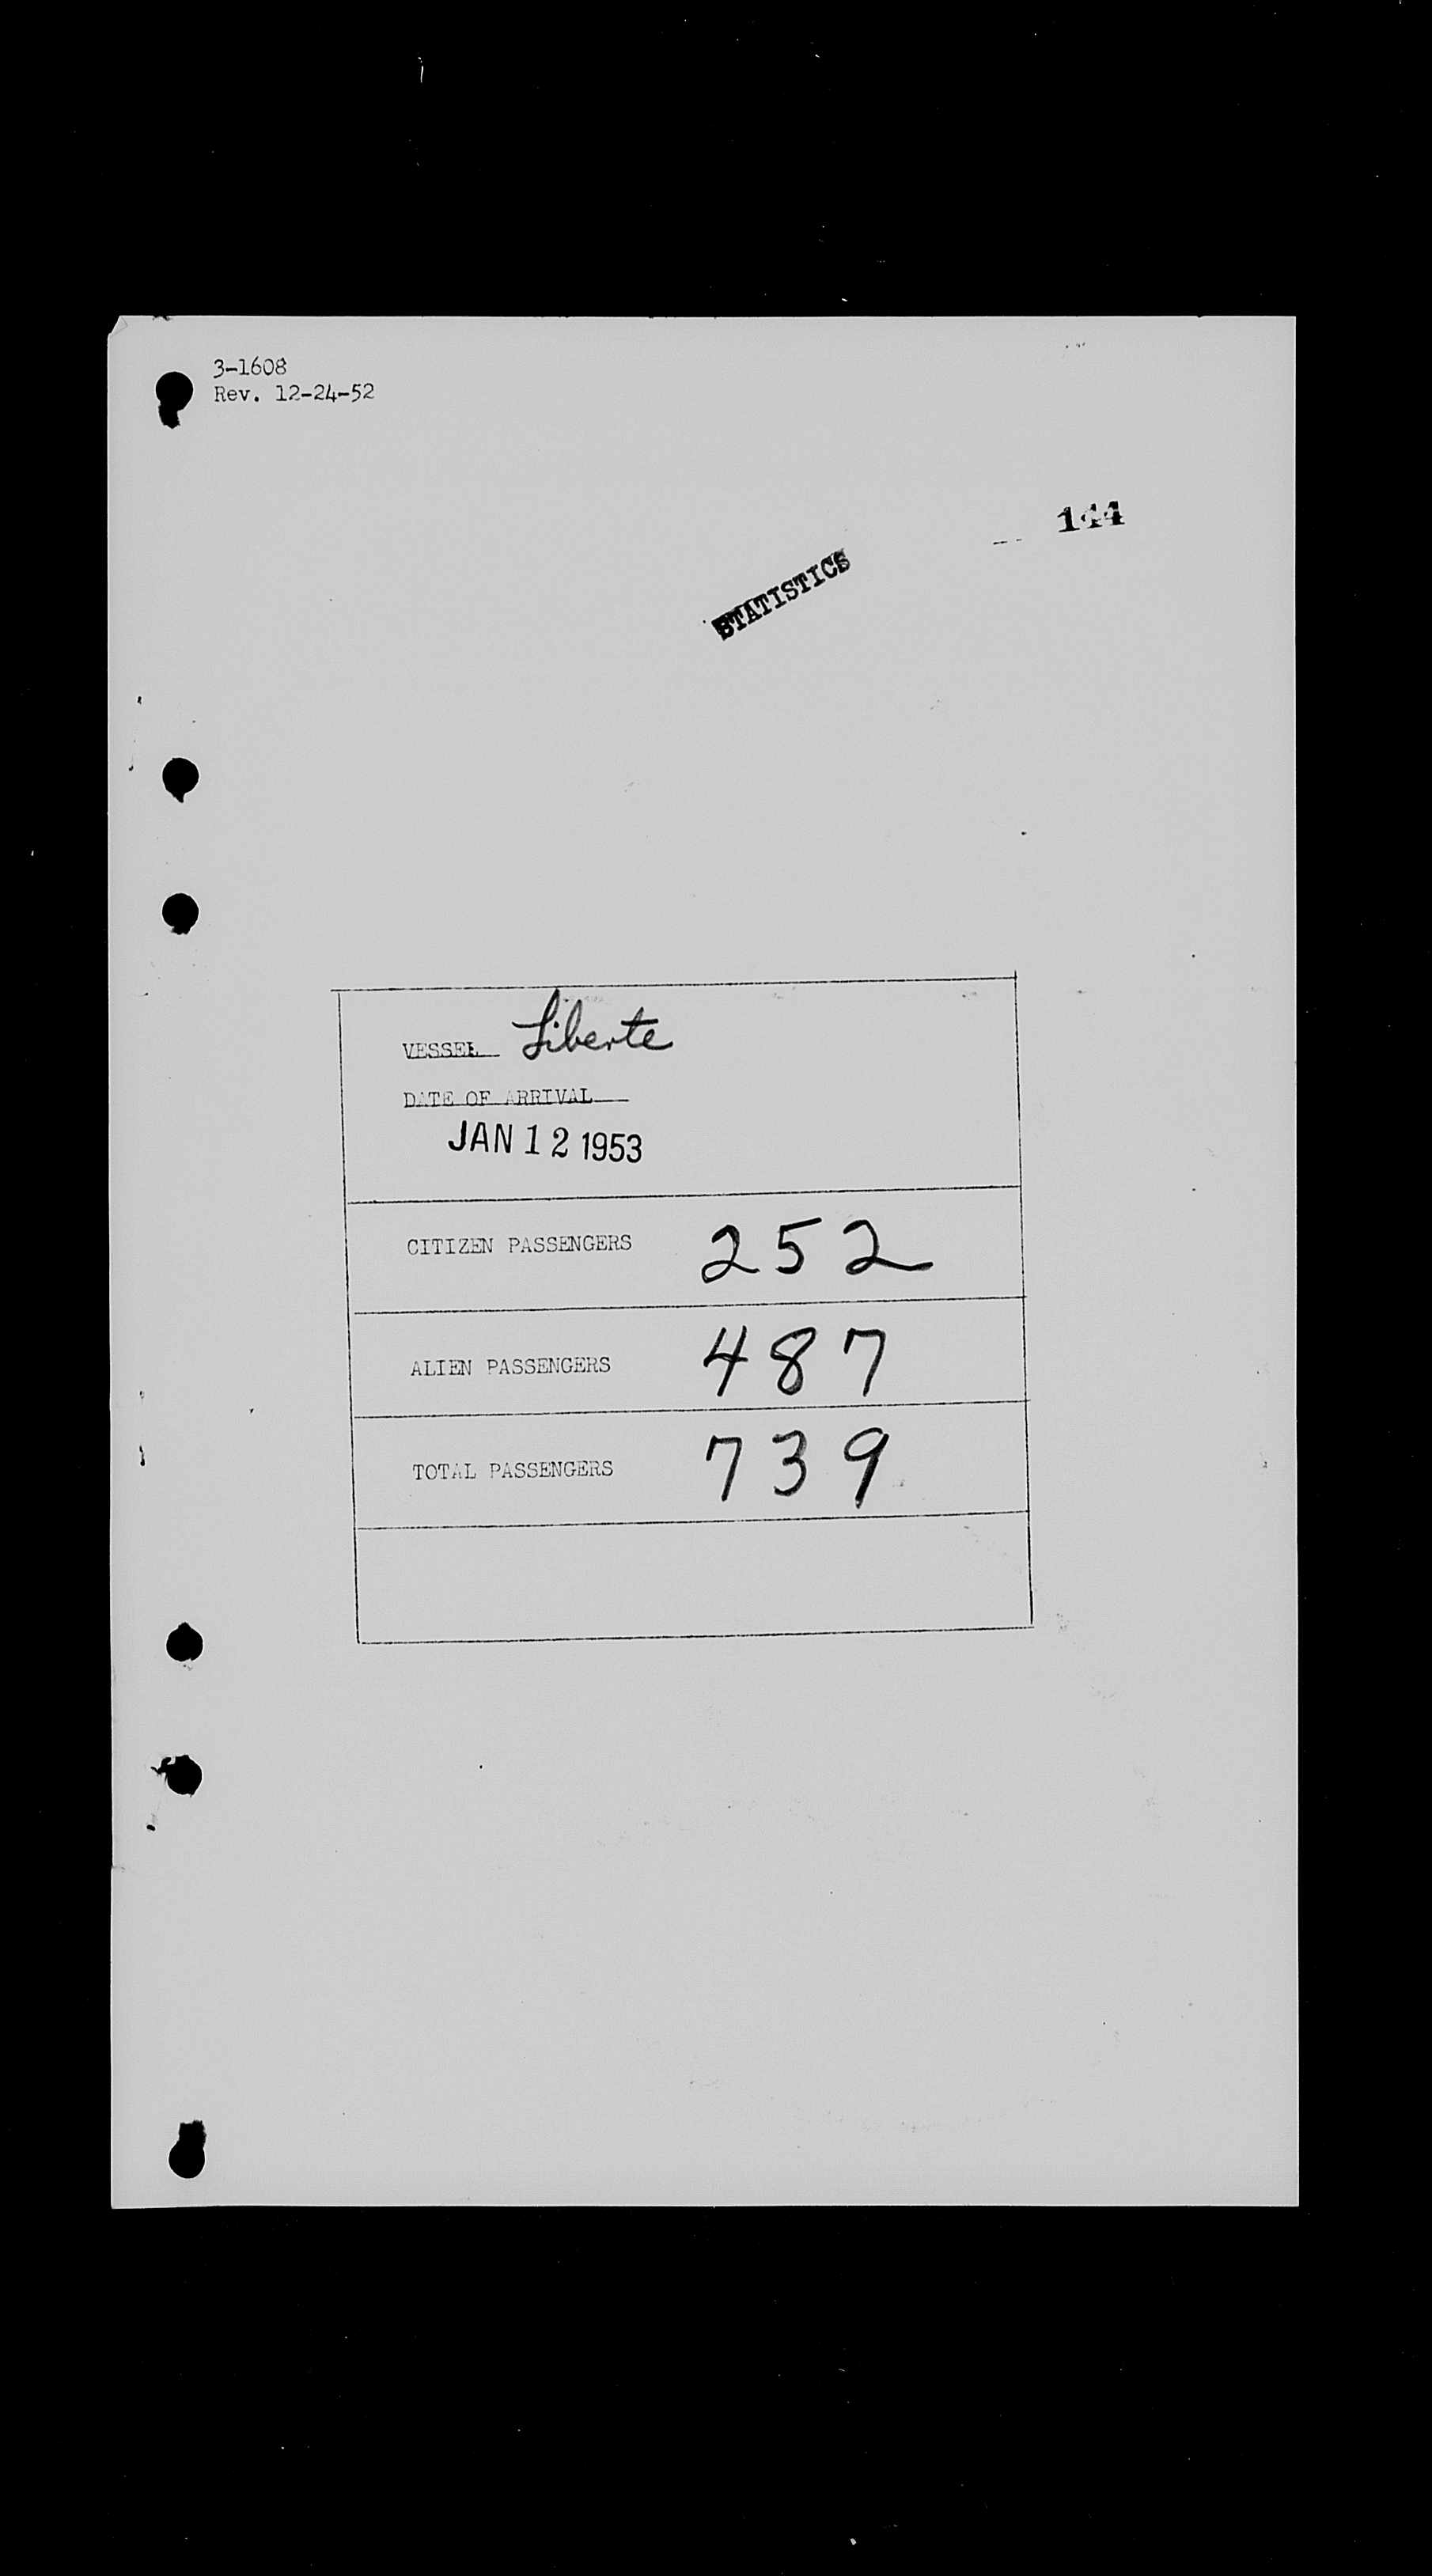 3-1608
Rev. 12-24-52
144
STATISTICS
VESSEL Liberte
DATE OF ARRIVAL
JAN 12 1953
CITIZEN PASSENGERS 252
ALIEN PASSENGERS 487
TOTAL PASSENGERS 739